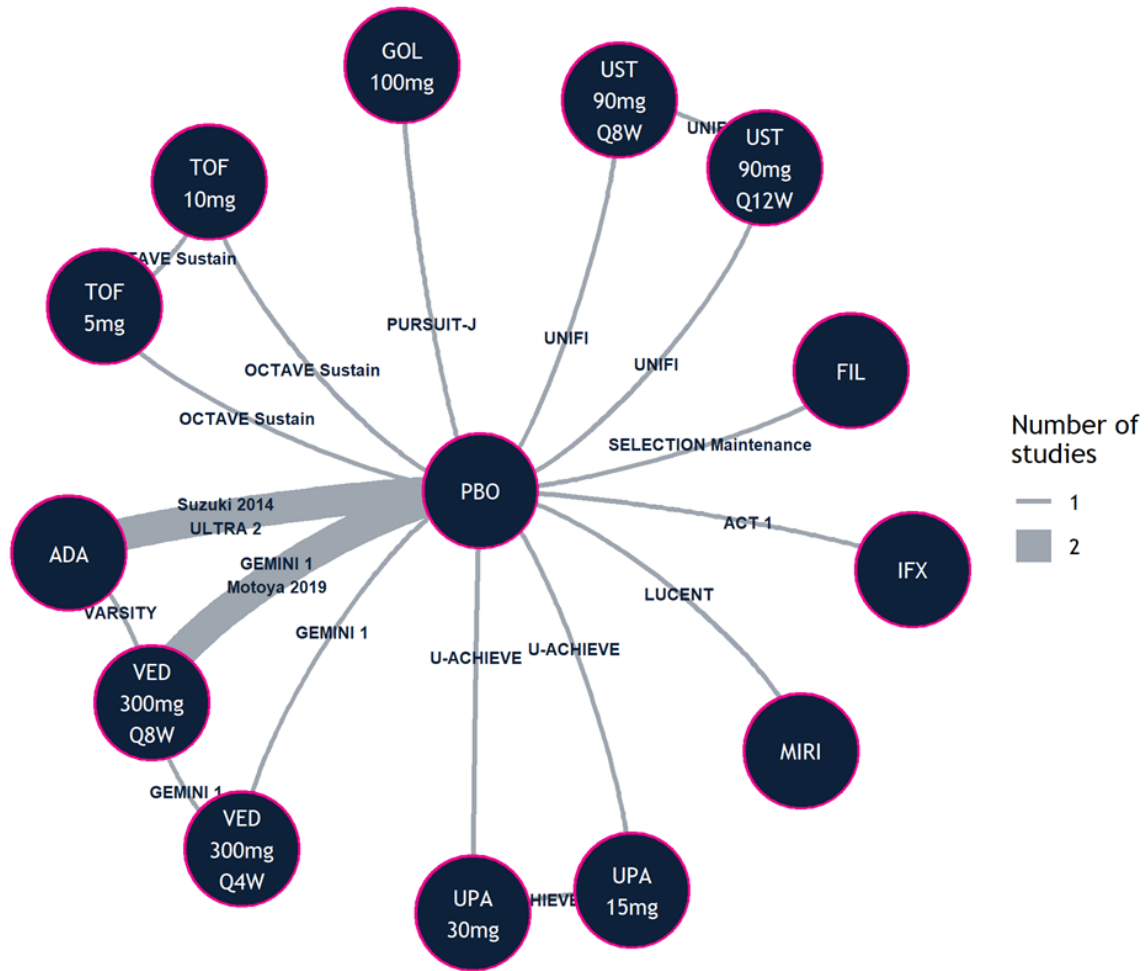 GOL
100mg
UST
90mg
Q8W
UST
90mg
Q12W
TOF
10mg
TAVE Sustain
TOF
5mg
PURSUIT-J
UNIFI
UNIFI
OCTAVE Sustain
OCTAVE Sustain
FIL
SELECTION Maintenance
Number of
studies
1
2
PBO
Suzuki 2014
ULTRA 2
ADA
GEMINI 1
Motoya 2019
ACT 1
IFX
VARSITY
GEMINI 1
LUCENT
U-ACHIEVE
U-ACHIEVE
VED
300mg
Q8W
MIRI
GEMINI 1
VED
300mg
Q4W
UPA
30mg
HIEVE
UPA
15mg